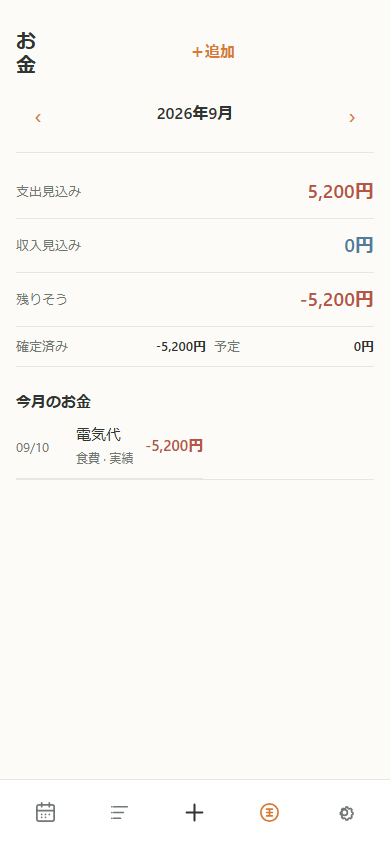 お
金
＋追加
‹ 2026年9月 ›
支出見込み 5,200円
収入見込み 0円
残りそう -5,200円
確定済み -5,200円 予定 0円
今月のお金
09/10 電気代 -5,200円
食費 · 実績